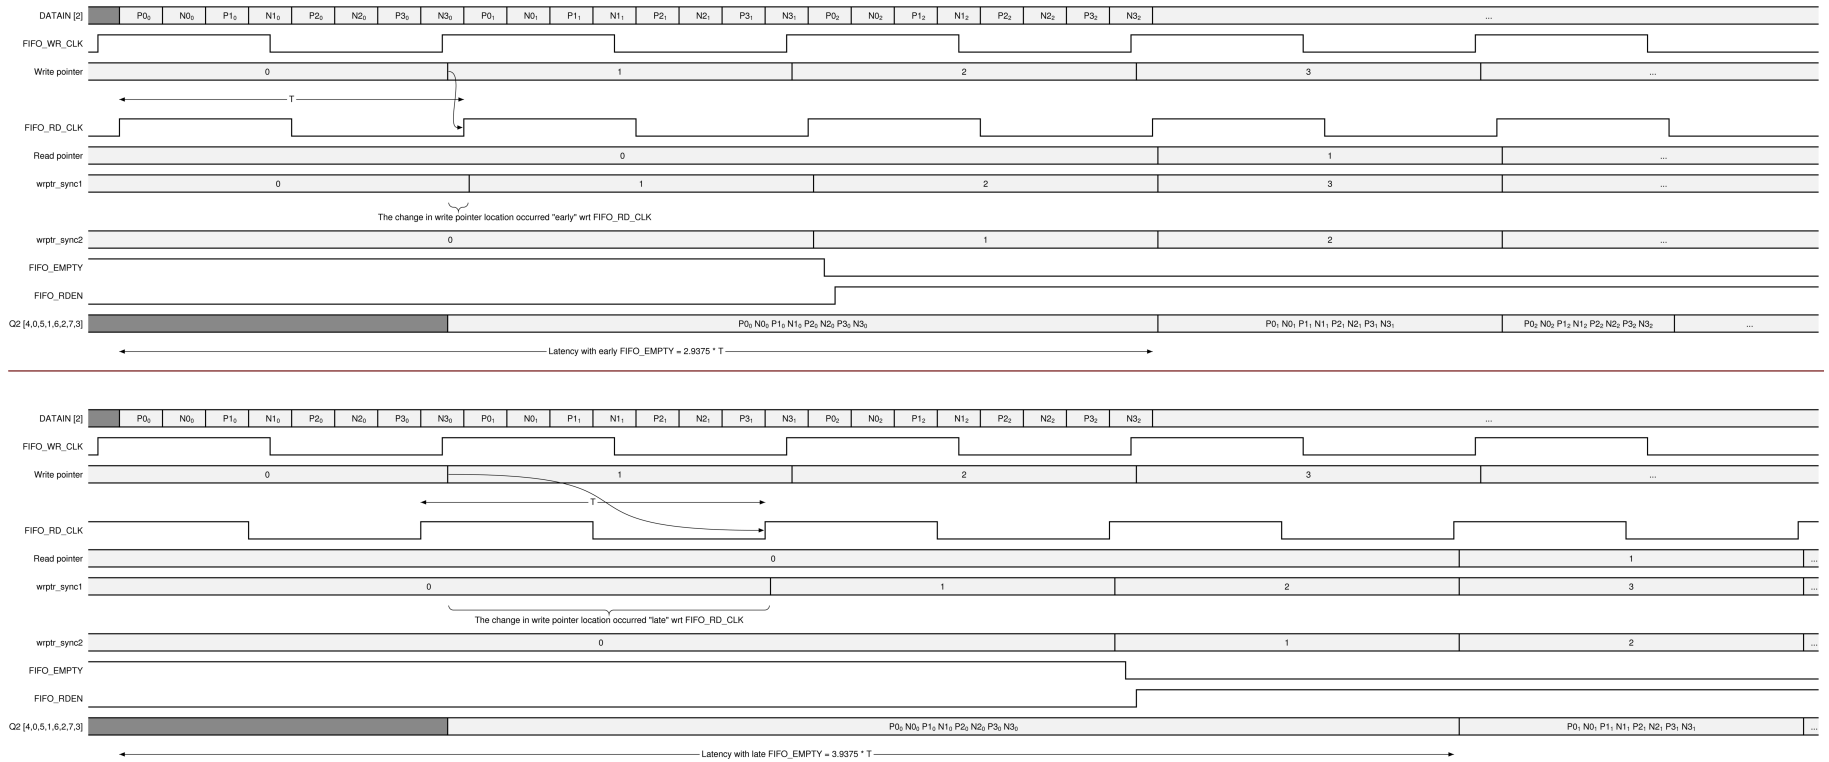 DATAIN [2] P0₀ N0₀ P1₀ N1₀ P2₀ N2₀ P3₀ N3₀ P0₁ N0₁ P1₁ N1₁ P2₁ N2₁ P3₁ N3₁ P0₂ N0₂ P1₂ N1₂ P2₂ N2₂ P3₂ N3₂ ...
FIFO_WR_CLK
Write pointer 0 1 2 3 ...
T
FIFO_RD_CLK
Read pointer 0 1 ...
wrptr_sync1 0 1 2 3 ...
The change in write pointer location occurred "early" wrt FIFO_RD_CLK
wrptr_sync2 0 1 2 ...
FIFO_EMPTY
FIFO_RDEN
Q2 [4,0,5,1,6,2,7,3] P0₀ N0₀ P1₀ N1₀ P2₀ N2₀ P3₀ N3₀ P0₁ N0₁ P1₁ N1₁ P2₁ N2₁ P3₁ N3₁ P0₂ N0₂ P1₂ N1₂ P2₂ N2₂ P3₂ N3₂ ...
Latency with early FIFO_EMPTY = 2.9375 * T
DATAIN [2] P0₀ N0₀ P1₀ N1₀ P2₀ N2₀ P3₀ N3₀ P0₁ N0₁ P1₁ N1₁ P2₁ N2₁ P3₁ N3₁ P0₂ N0₂ P1₂ N1₂ P2₂ N2₂ P3₂ N3₂ ...
FIFO_WR_CLK
Write pointer 0 1 2 3 ...
T
FIFO_RD_CLK
Read pointer 0 1 ...
wrptr_sync1 0 1 2 3 ...
The change in write pointer location occurred "late" wrt FIFO_RD_CLK
wrptr_sync2 0 1 2 ...
FIFO_EMPTY
FIFO_RDEN
Q2 [4,0,5,1,6,2,7,3] P0₀ N0₀ P1₀ N1₀ P2₀ N2₀ P3₀ N3₀ P0₁ N0₁ P1₁ N1₁ P2₁ N2₁ P3₁ N3₁ ...
Latency with late FIFO_EMPTY = 3.9375 * T